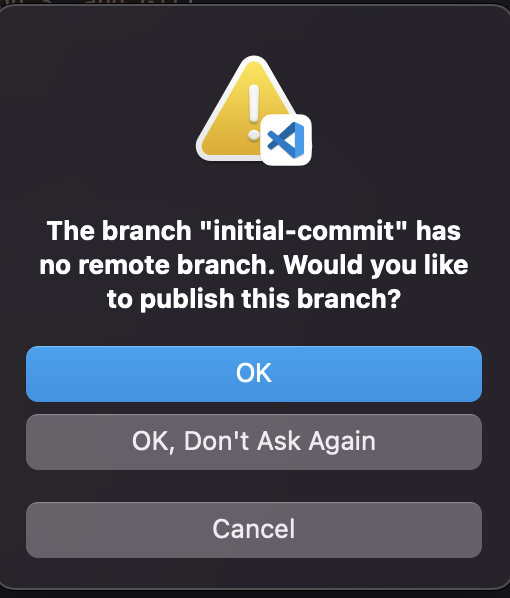 The branch "initial-commit" has
no remote branch. Would you like
to publish this branch?
OK
OK, Don't Ask Again
Cancel